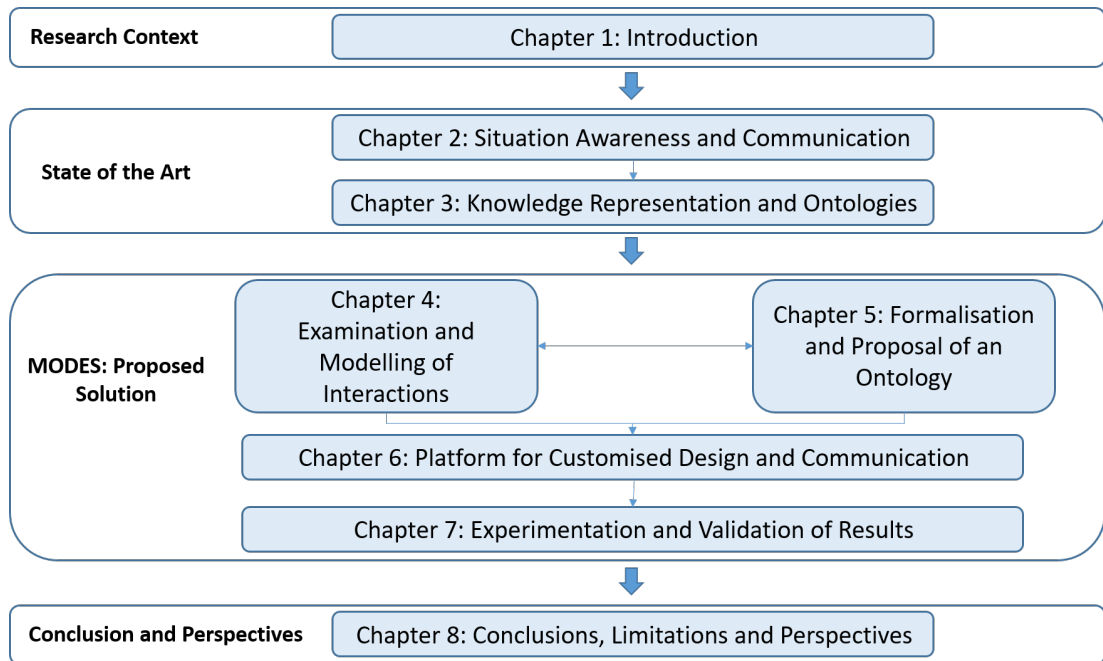 Research Context
Chapter 1: Introduction
State of the Art
Chapter 2: Situation Awareness and Communication
Chapter 3: Knowledge Representation and Ontologies
MODES: Proposed
Solution
Chapter 4:
Examination and
Modelling of
Interactions
Chapter 5: Formalisation
and Proposal of an
Ontology
Chapter 6: Platform for Customised Design and Communication
Chapter 7: Experimentation and Validation of Results
Conclusion and Perspectives
Chapter 8: Conclusions, Limitations and Perspectives